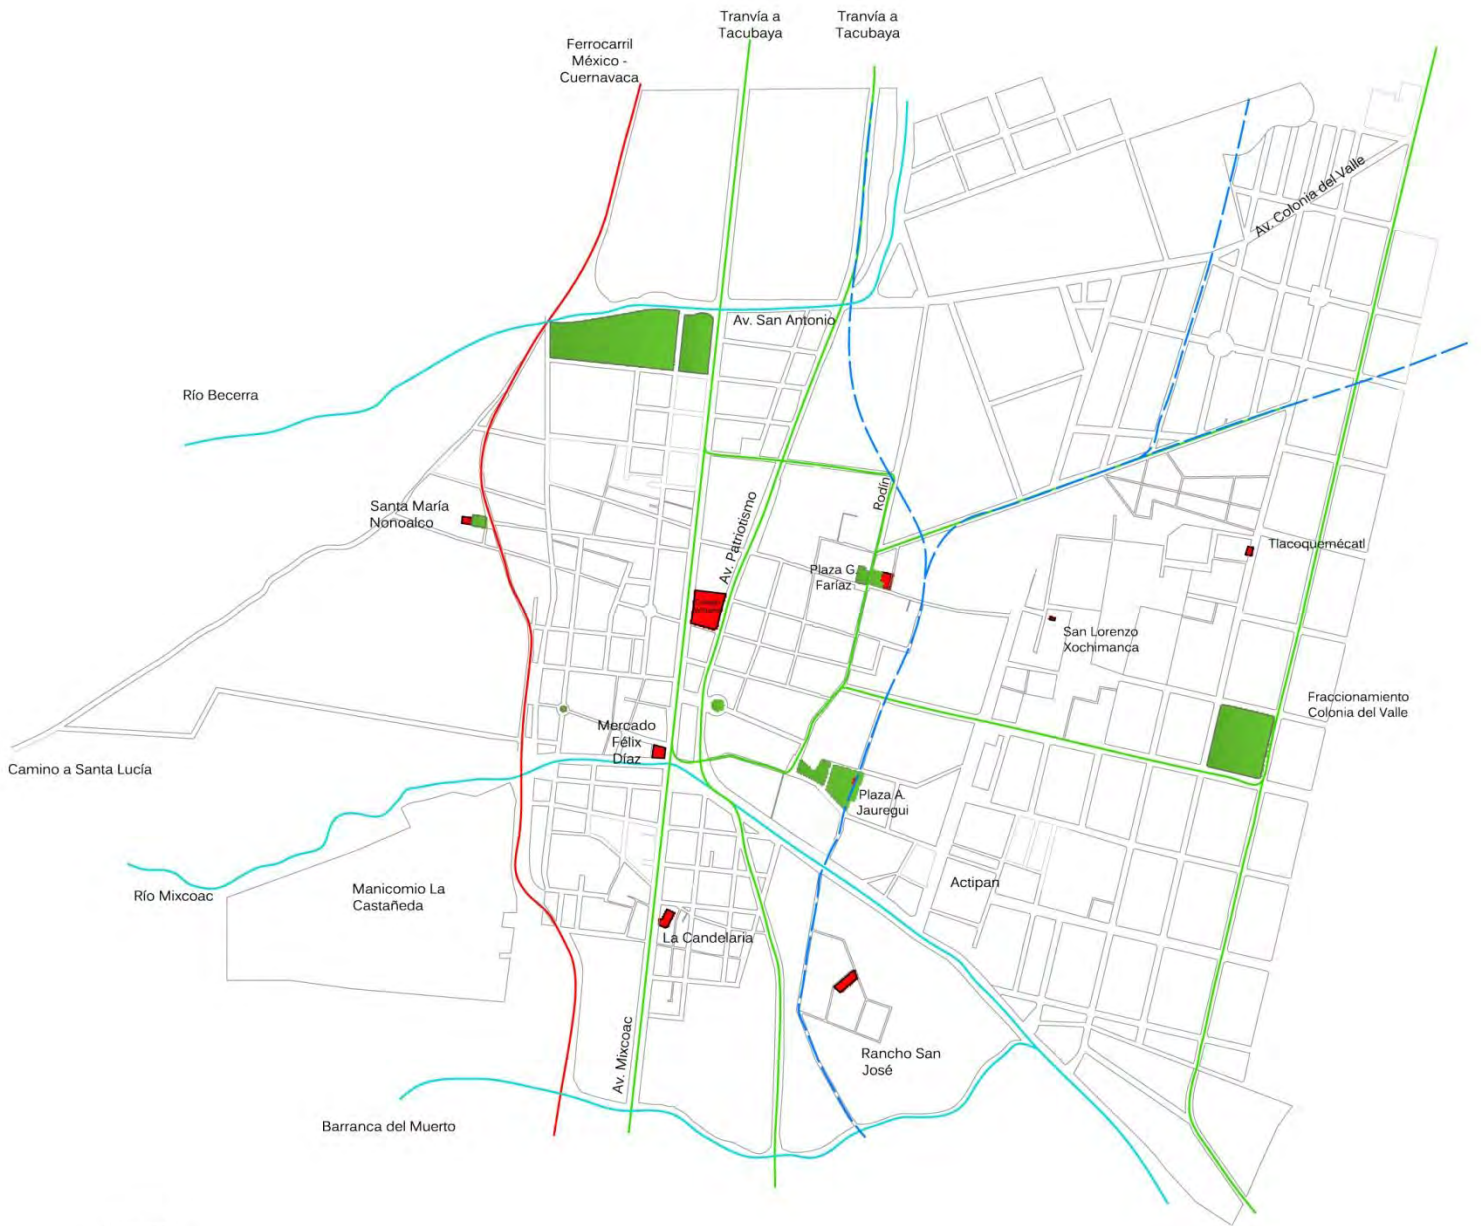 Tranvía a
Tacubaya
Tranvía a
Tacubaya
Ferrocarril
México -
Cuernavaca
Av. Colonia del Valle
Av. San Antonio
Río Becerra
Santa María
Nonoalco
Av. Patriotismo
Rodín
Tlacoquemécatl
Plaza G.
Faríaz
San Lorenzo
Xochimanca
Fraccionamiento
Colonia del Valle
Mercado
Félix
Díaz
Camino a Santa Lucía
Plaza A.
Jauregui
Actipan
Río Mixcoac
Manicomio La
Castañeda
La Candelaria
Av. Mixcoac
Rancho San
José
Barranca del Muerto